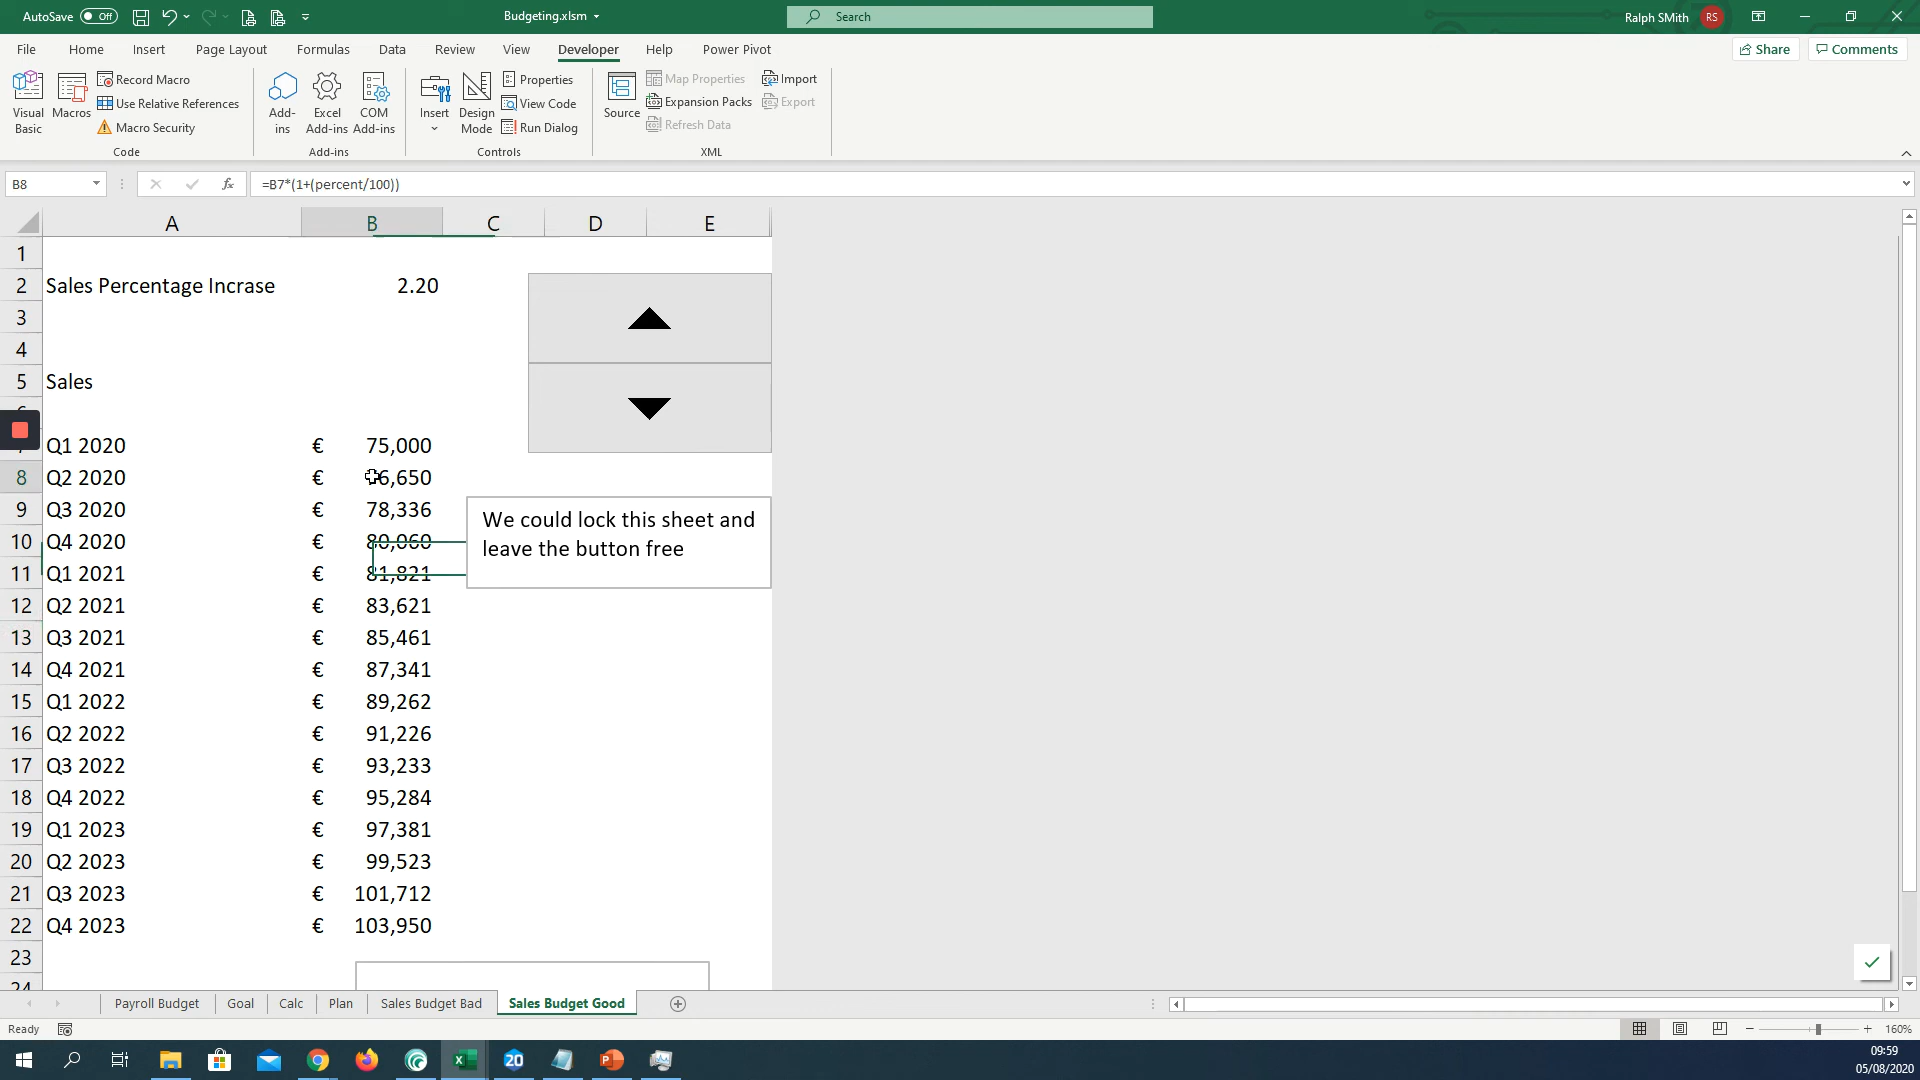 AutoSave Off
Budgeting.xlsm
Search
Ralph SMith RS
File Home Insert Page Layout Formulas Data Review View Developer Help Power Pivot
Share Comments
Visual Basic
Macros
Record Macro
Use Relative References
Macro Security
Code
Add-ins
Excel Add-ins
COM Add-ins
Add-ins
Insert
Design Mode
Properties
View Code
Run Dialog
Controls
Source
Map Properties
Expansion Packs
Refresh Data
Import
Export
XML
B8
fx
=B7*(1+(percent/100))
A B C D E
1
2 Sales Percentage Incrase 2.20
3
4
5 Sales
Q1 2020 € 75,000
8 Q2 2020 € 6,650
9 Q3 2020 € 78,336
10 Q4 2020 € 80,060
11 Q1 2021 € 81,821
12 Q2 2021 € 83,621
13 Q3 2021 € 85,461
14 Q4 2021 € 87,341
15 Q1 2022 € 89,262
16 Q2 2022 € 91,226
17 Q3 2022 € 93,233
18 Q4 2022 € 95,284
19 Q1 2023 € 97,381
20 Q2 2023 € 99,523
21 Q3 2023 € 101,712
22 Q4 2023 € 103,950
23
24
We could lock this sheet and
leave the button free
Payroll Budget Goal Calc Plan Sales Budget Bad Sales Budget Good
Ready
160%
20
09:59
05/08/2020